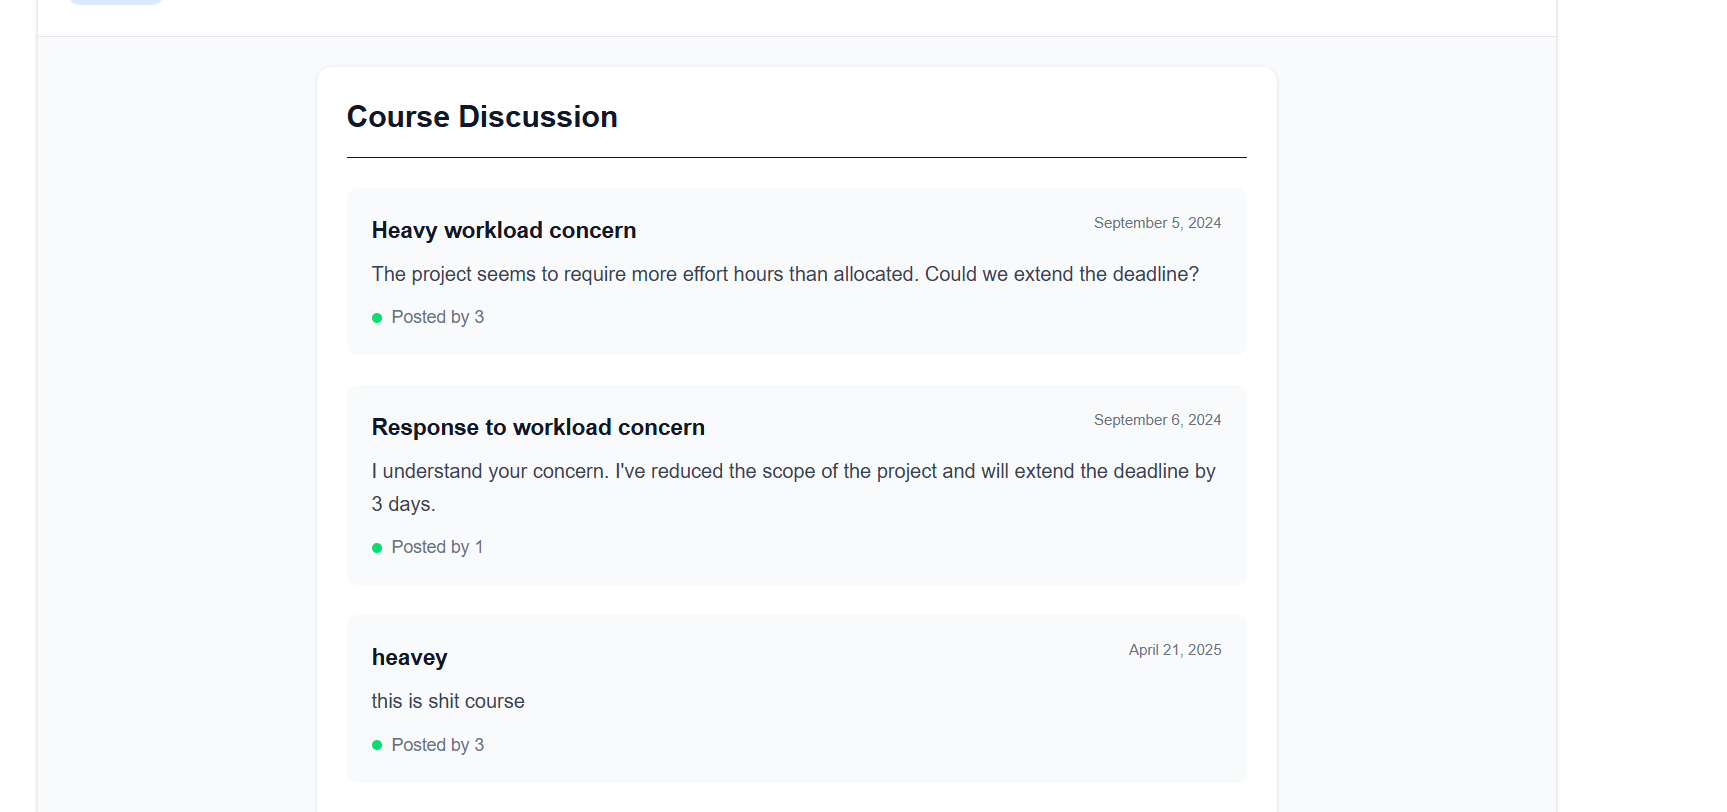 Course Discussion
Heavy workload concern
September 5, 2024
The project seems to require more effort hours than allocated. Could we extend the deadline?
Posted by 3
Response to workload concern
September 6, 2024
I understand your concern. I've reduced the scope of the project and will extend the deadline by
3 days.
Posted by 1
heavey
April 21, 2025
this is shit course
Posted by 3